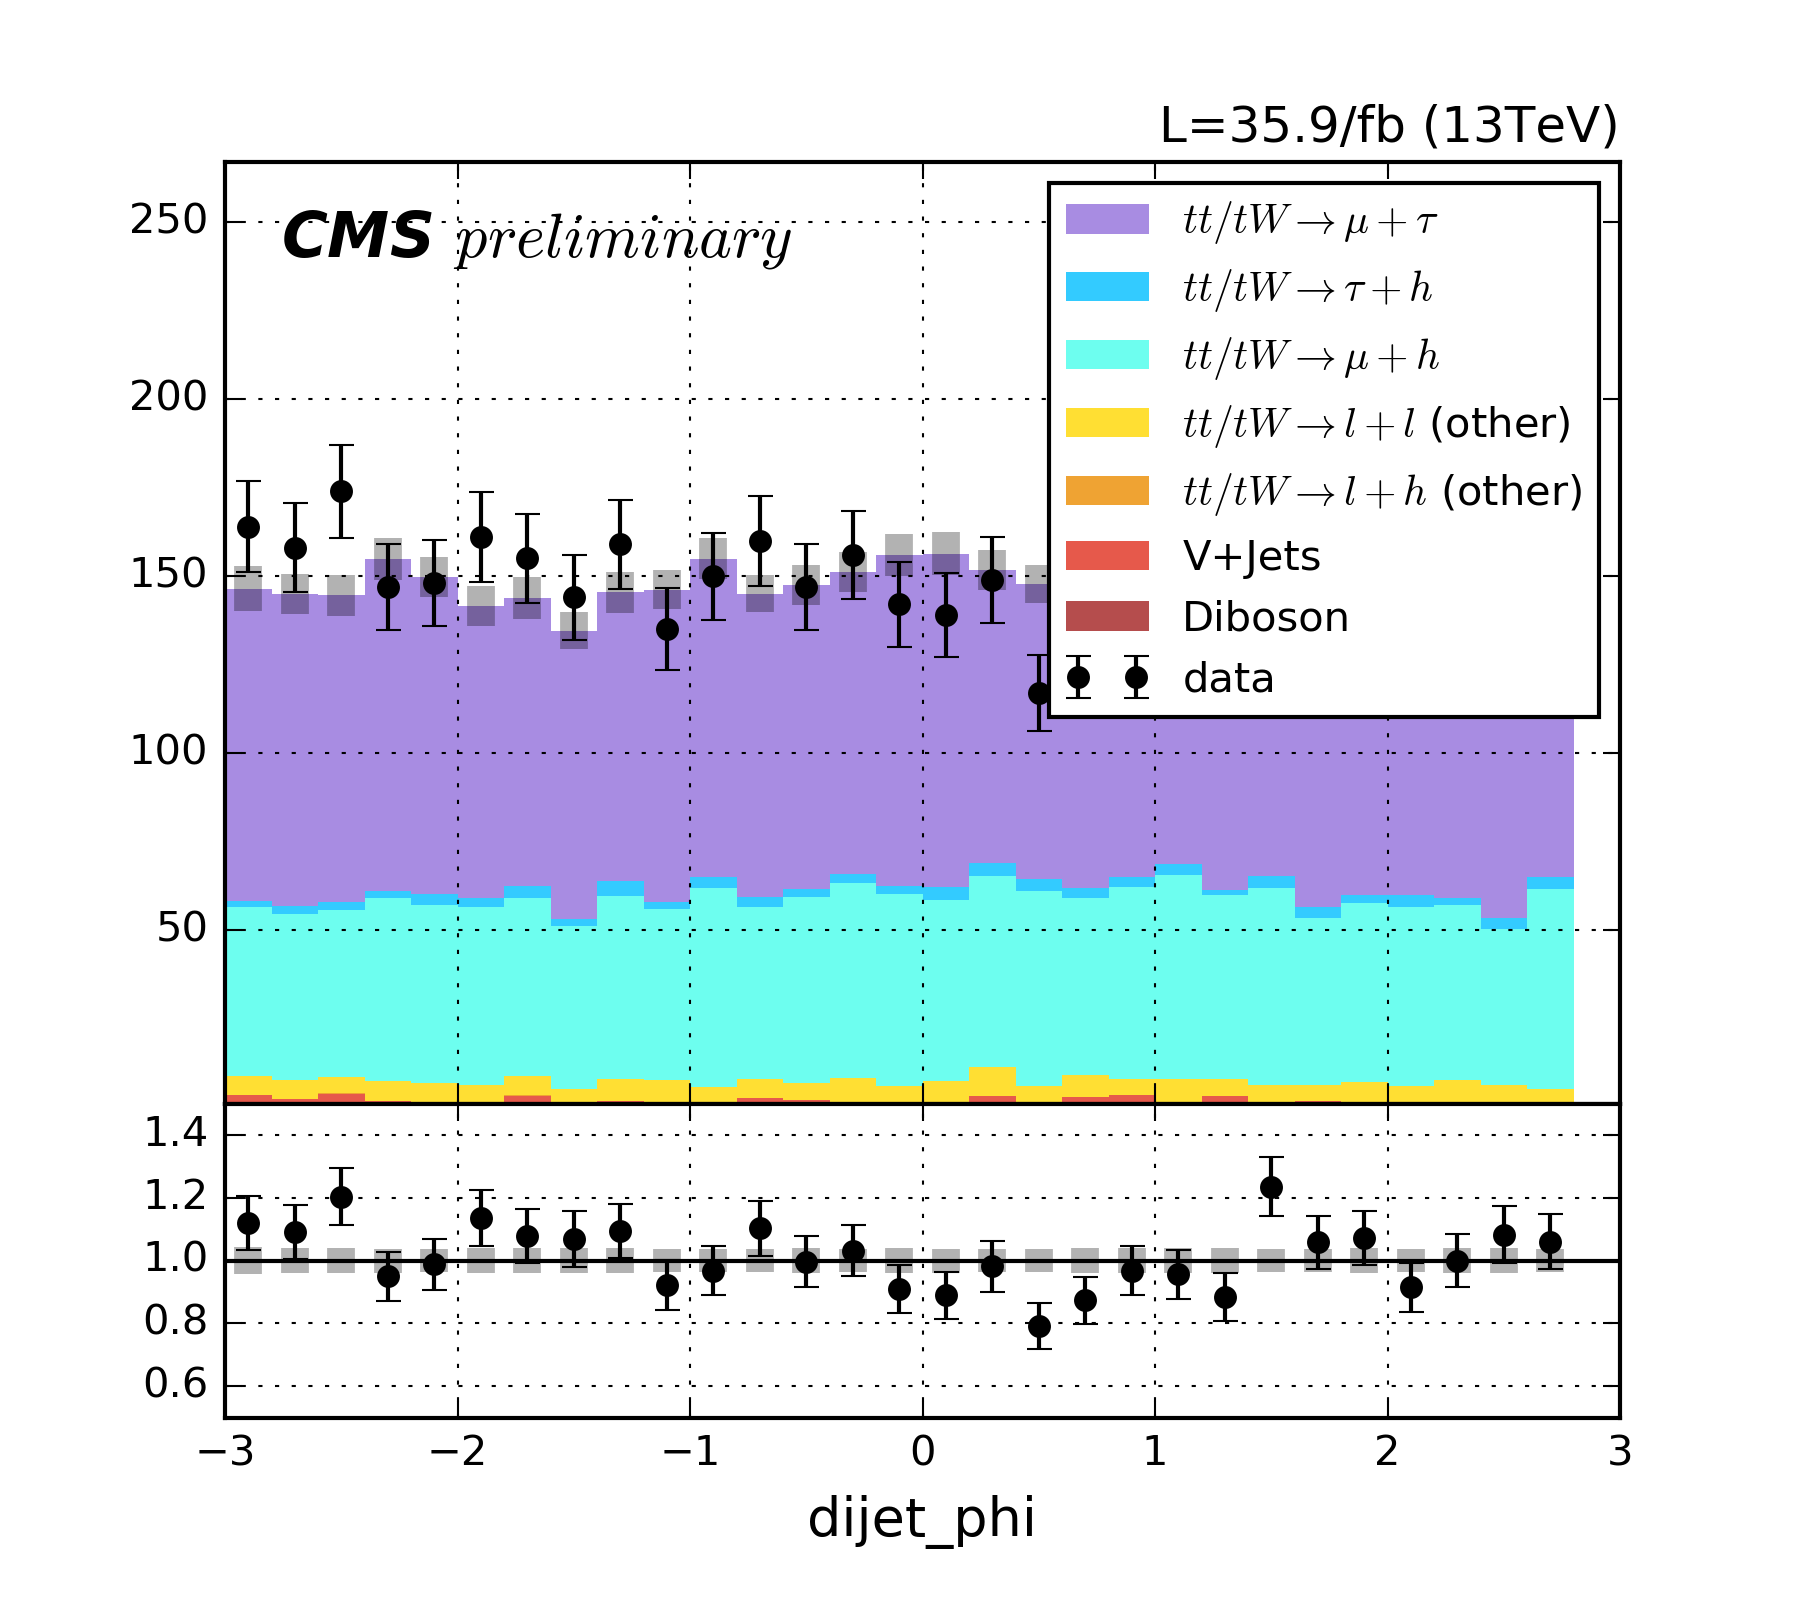 L=35.9/fb (13TeV)
CMS preliminary
250
200
150
100
50
tt/tW → μ + τ
tt/tW → τ + h
tt/tW → μ + h
tt/tW → l + l (other)
tt/tW → l + h (other)
V+Jets
Diboson
data
1.4
1.2
1.0
0.8
0.6
−3 −2 −1 0 1 2 3
dijet_phi